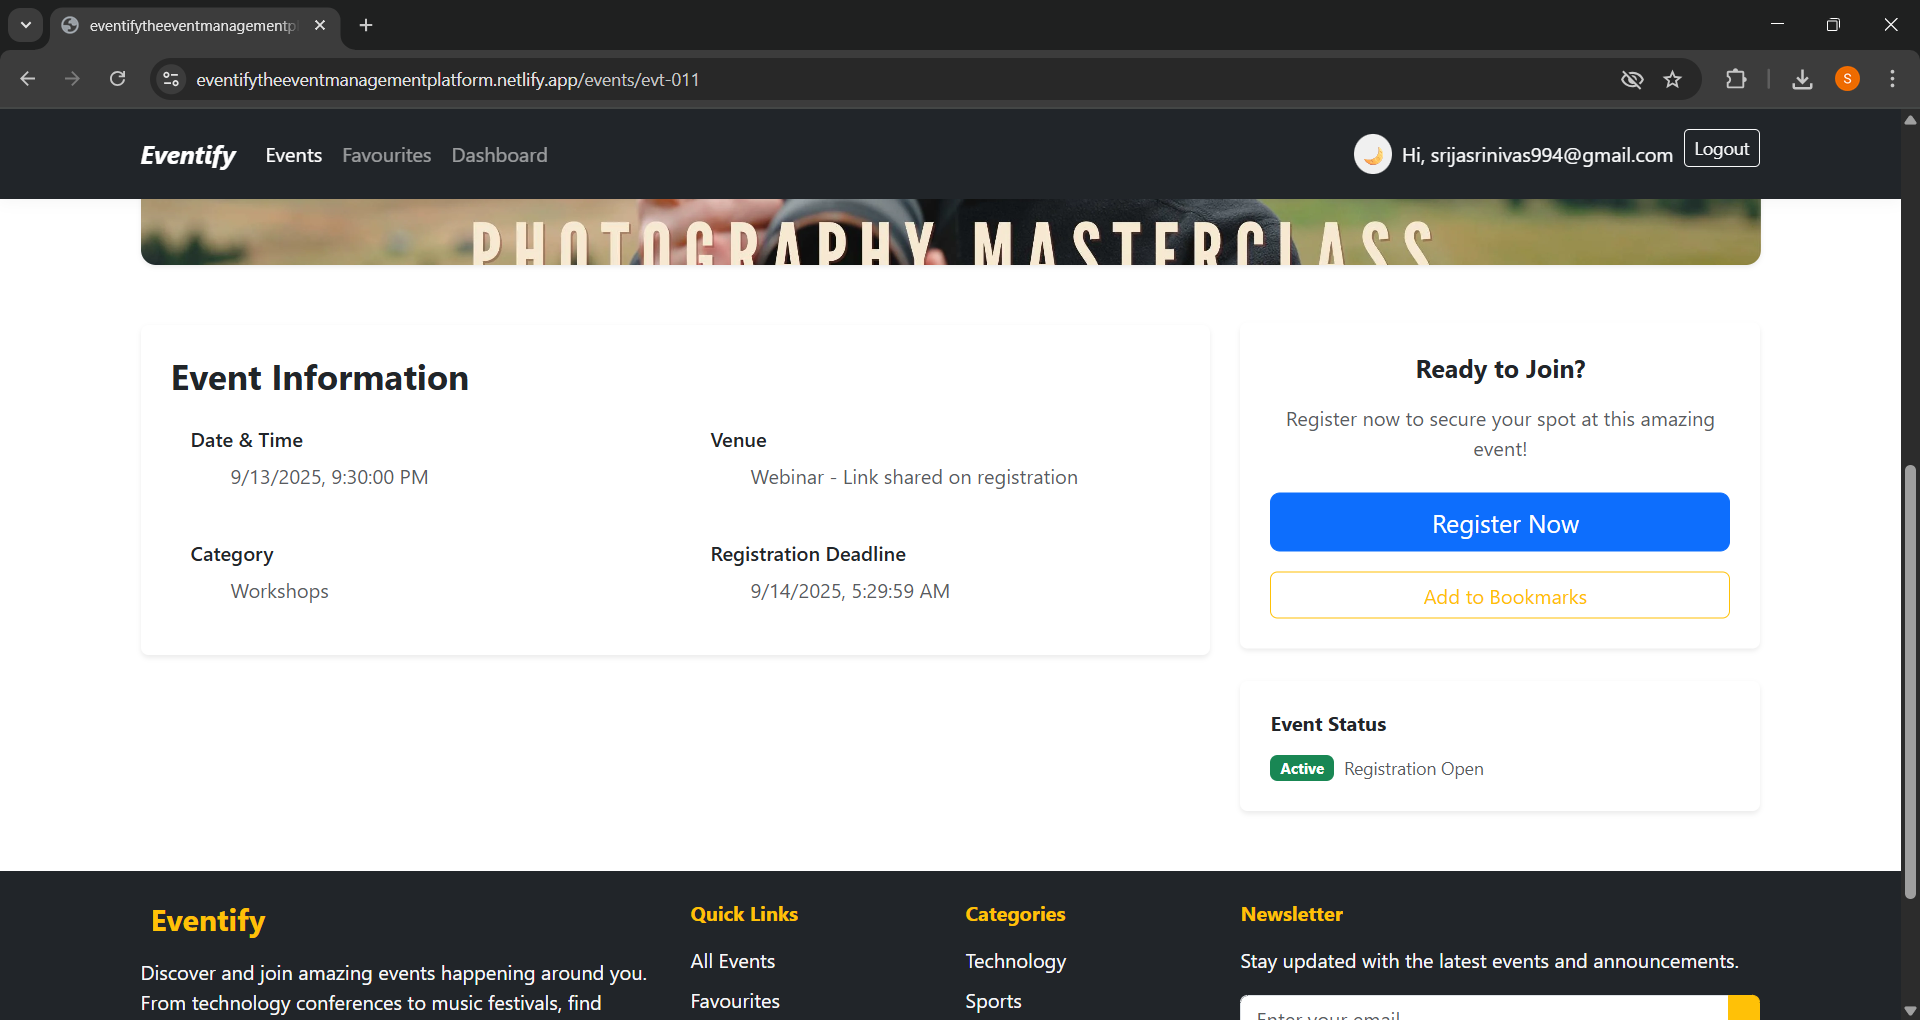 eventifytheeventmanagementpl
eventifytheeventmanagementplatform.netlify.app/events/evt-011
S
Eventify
Events
Favourites
Dashboard
Hi, srijasrinivas994@gmail.com
Logout
PHOTOGRAPHY MASTERCLASS
Event Information
Date & Time
9/13/2025, 9:30:00 PM
Venue
Webinar - Link shared on registration
Category
Workshops
Registration Deadline
9/14/2025, 5:29:59 AM
Ready to Join?
Register now to secure your spot at this amazing
event!
Register Now
Add to Bookmarks
Event Status
Active
Registration Open
Eventify
Discover and join amazing events happening around you.
From technology conferences to music festivals, find
Quick Links
All Events
Favourites
Categories
Technology
Sports
Newsletter
Stay updated with the latest events and announcements.
Enter your email